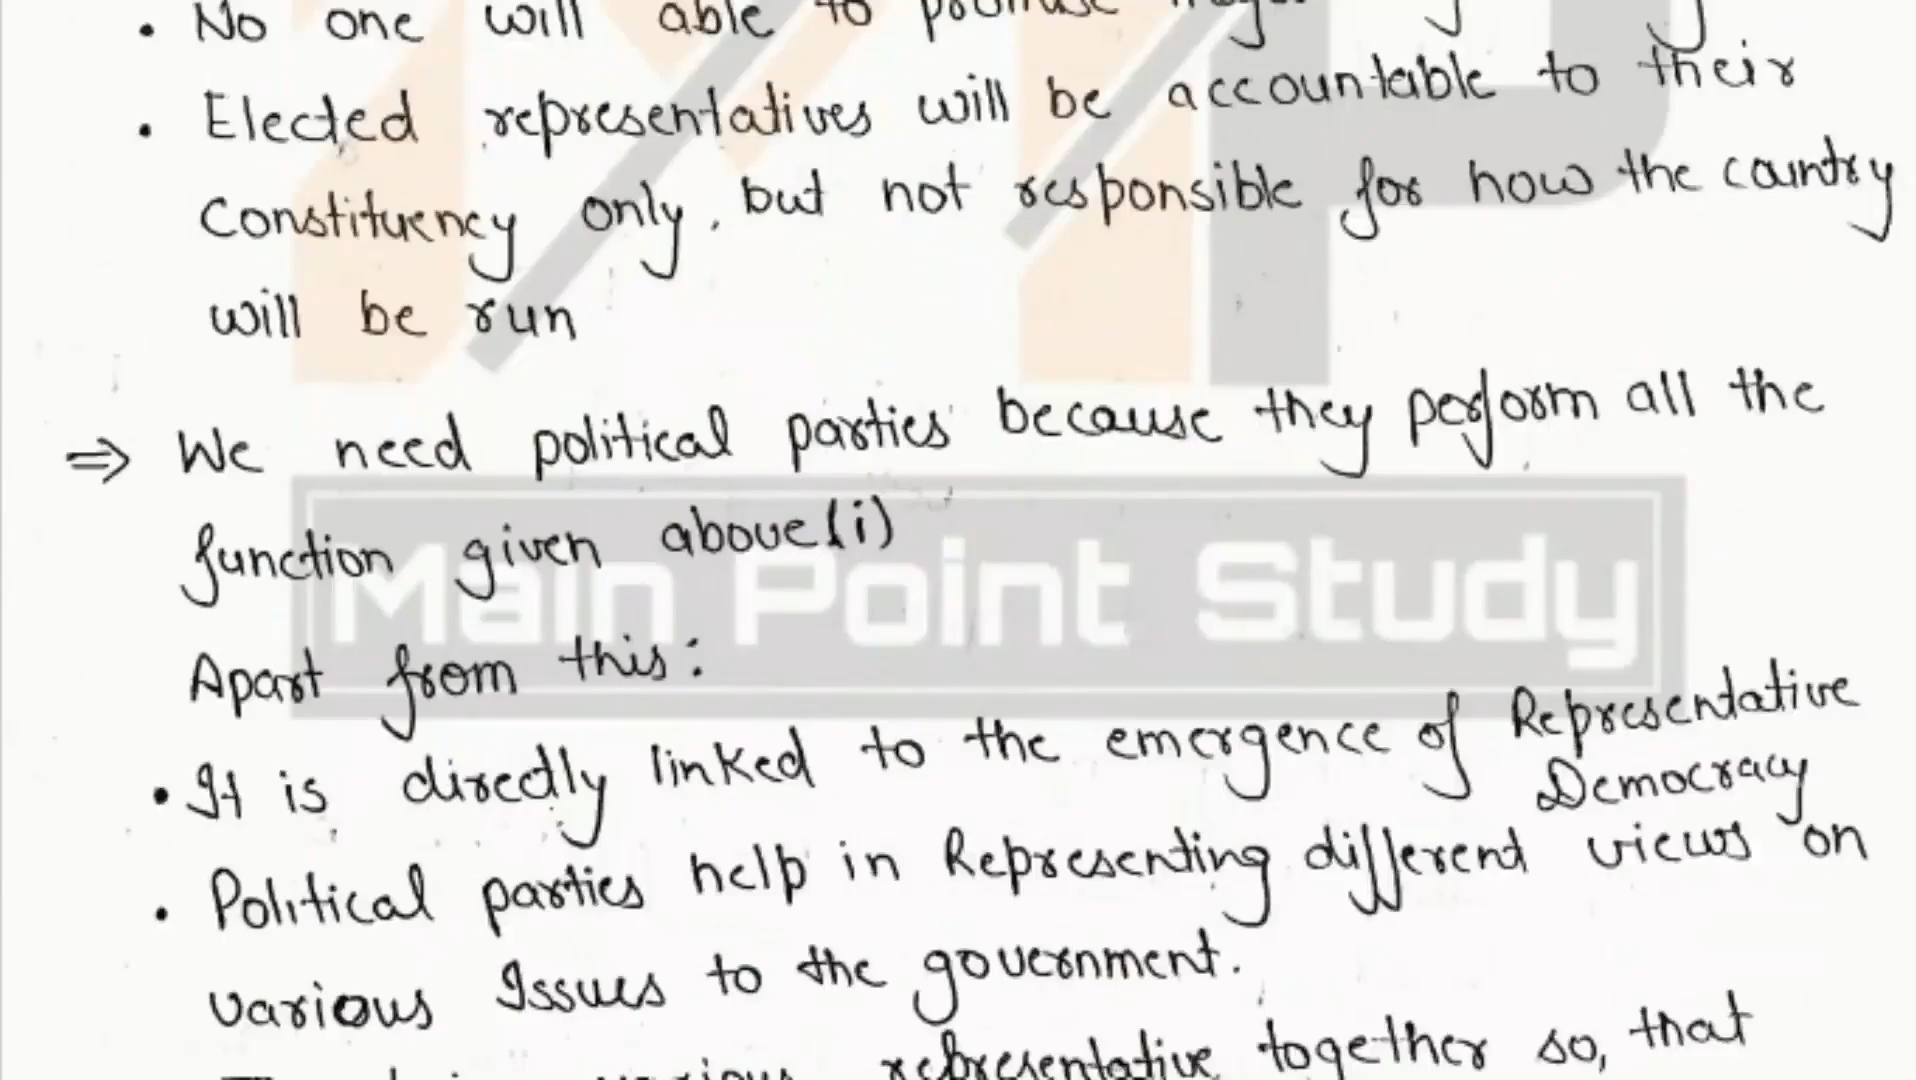 • No one will able to promise
• Elected representatives will be accountable to their
Constituency only, but not responsible for how the country
will be run
⇒ We need political parties because they perform all the
function given above(i)
Main Point Study
Apart from this:
• It is directly linked to the emergence of Representative
Democracy
• Political parties help in Representing different views on
various Issues to the government.
various representative together so, that